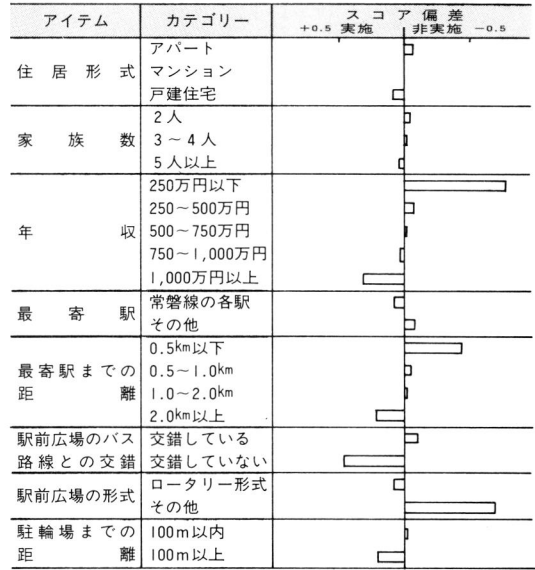 アイテム カテゴリー スコア偏差
+0.5 実施 非実施 -0.5
住居形式 アパート
マンション
戸建住宅
家族数 2人
3～4人
5人以上
年収 250万円以下
250～500万円
500～750万円
750～1,000万円
1,000万円以上
最寄駅 常磐線の各駅
その他
最寄駅までの距離 0.5km以下
0.5～1.0km
1.0～2.0km
2.0km以上
駅前広場のバス 交錯している
路線との交錯 交錯していない
駅前広場の形式 ロータリー形式
その他
駐輪場までの 100m以内
距離 100m以上